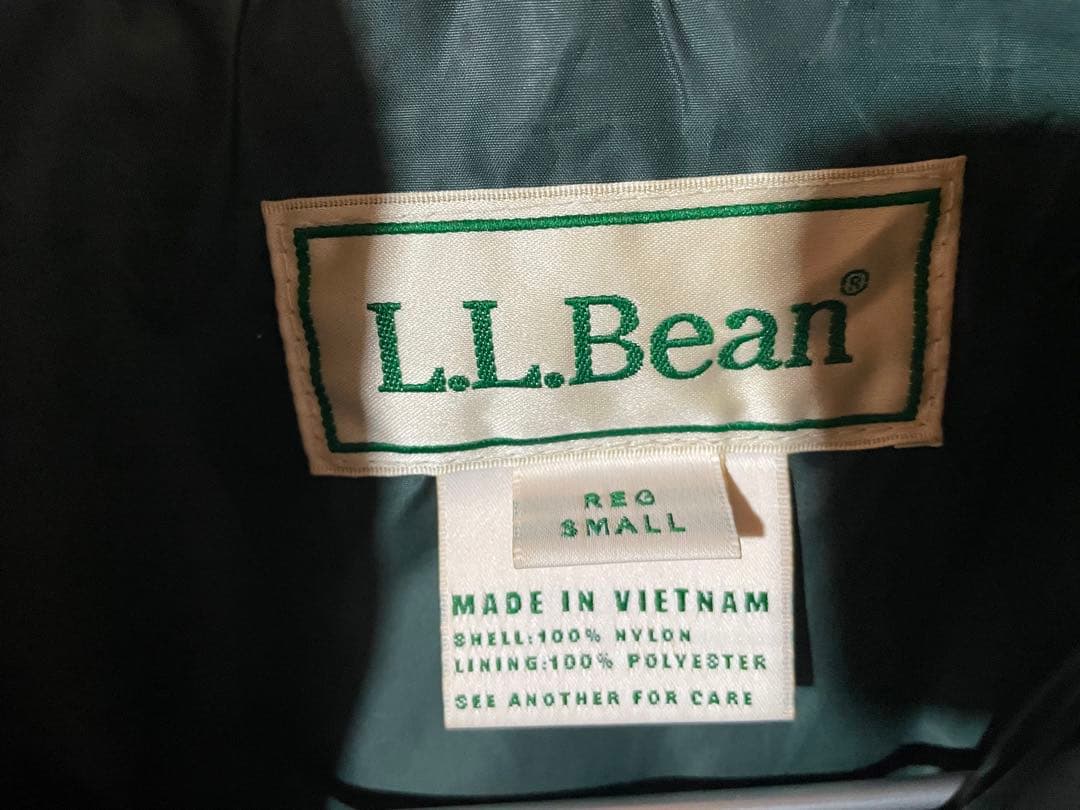 L.L.Bean®
REG
SMALL
MADE IN VIETNAM
SHELL:100% NYLON
LINING:100% POLYESTER
SEE ANOTHER FOR CARE